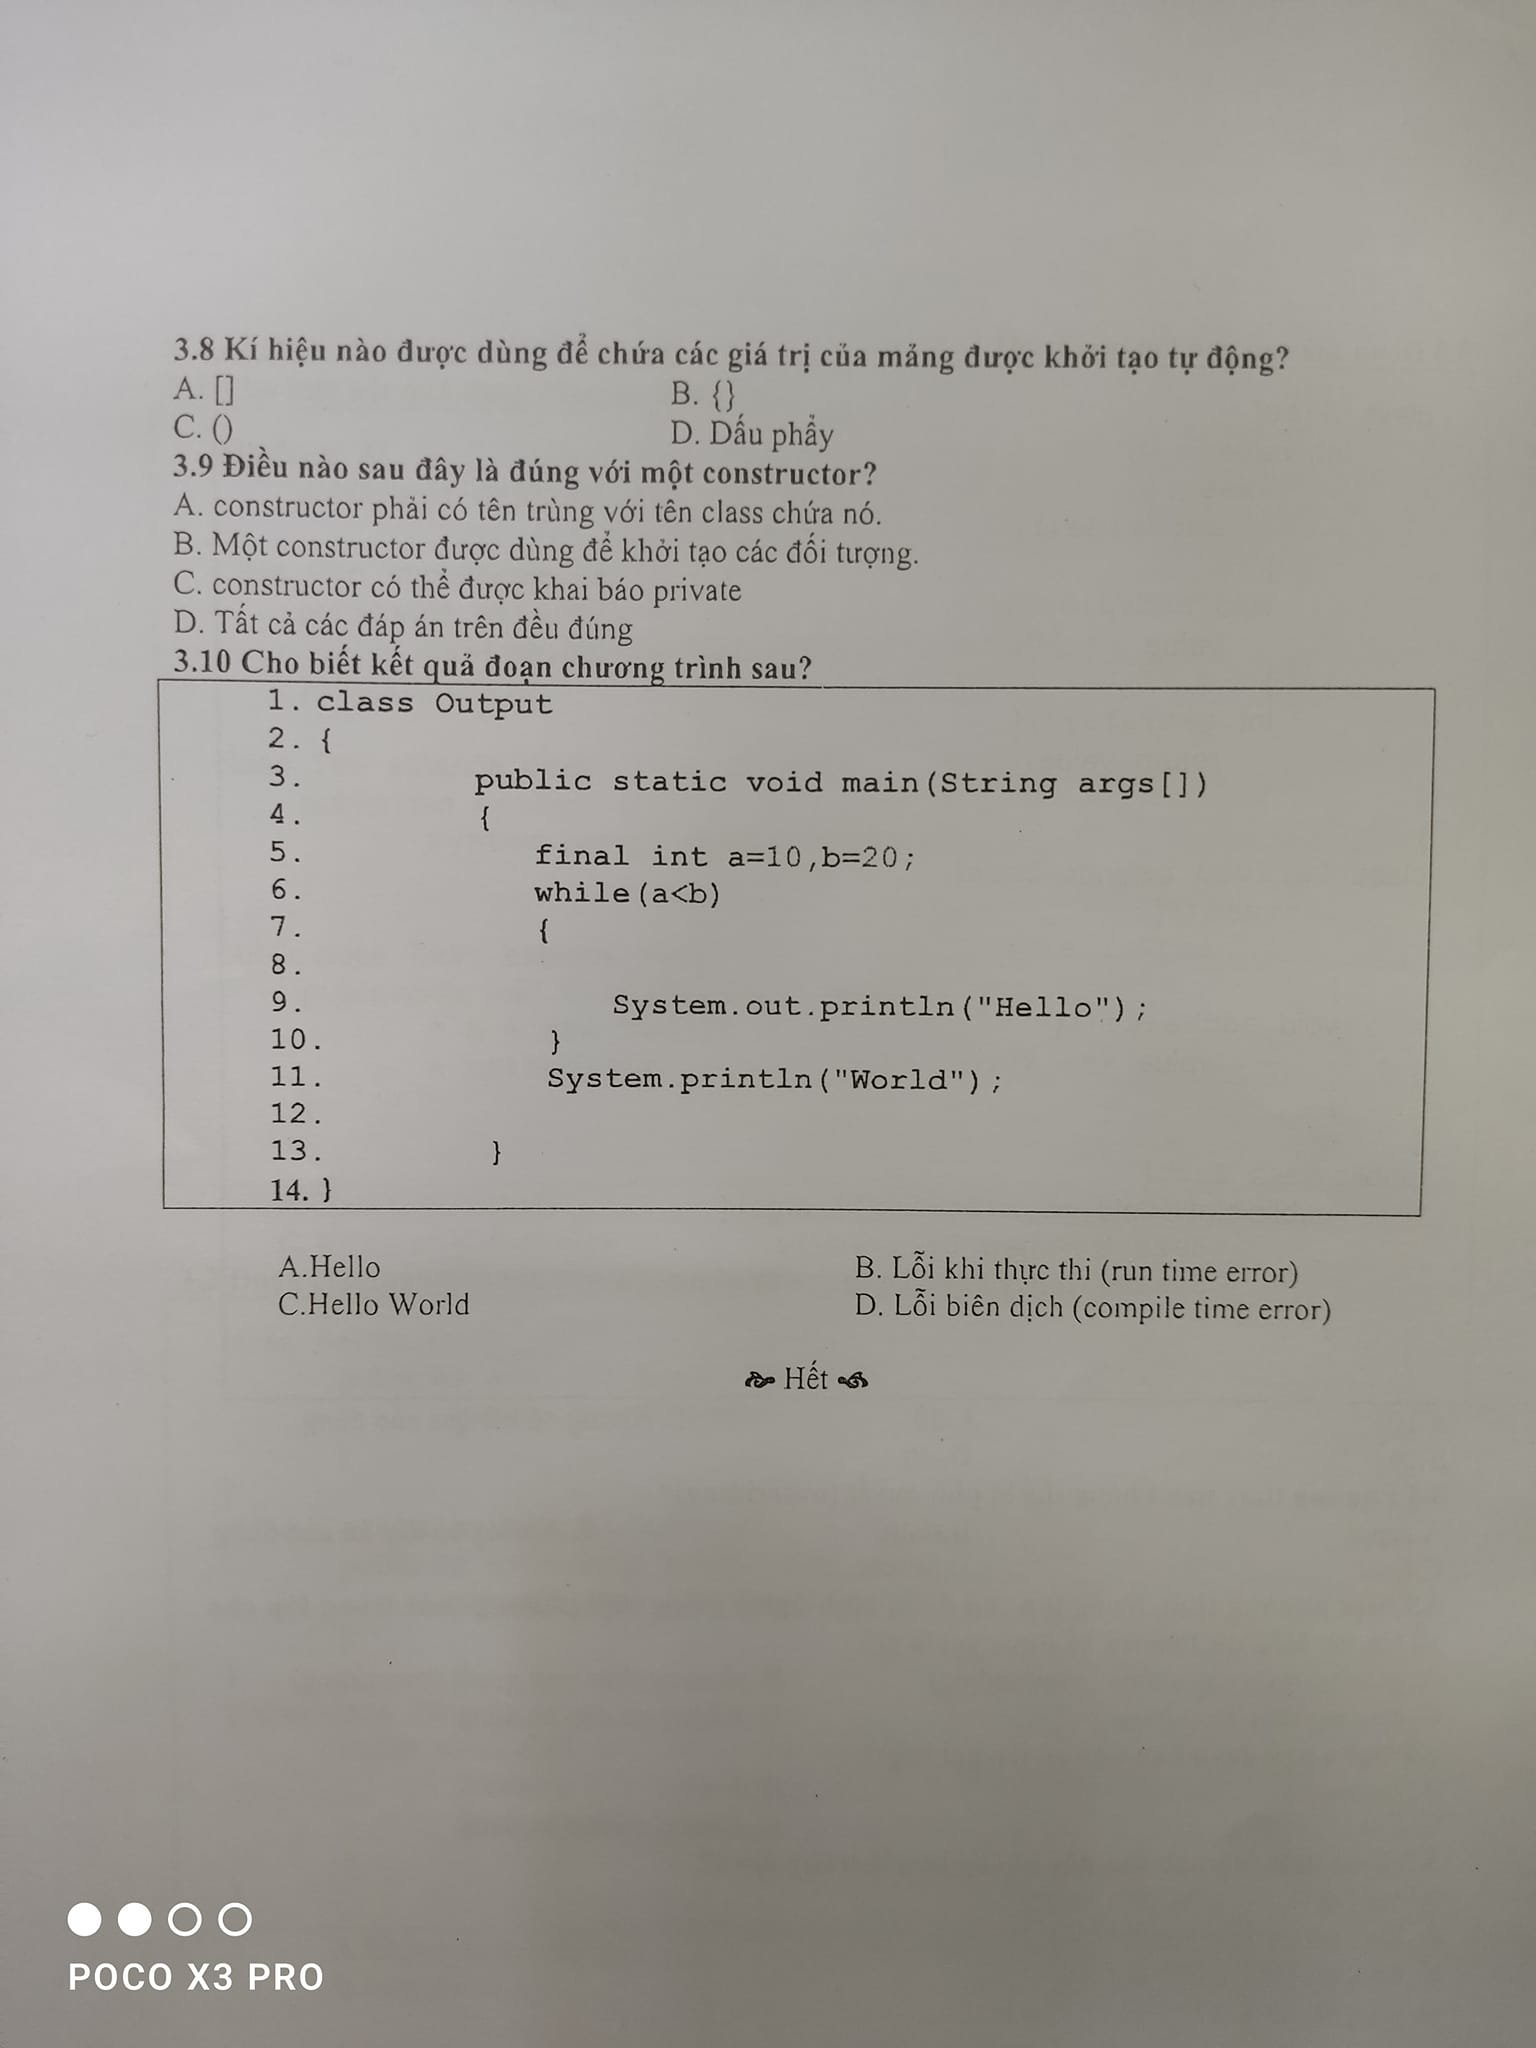 3.8 Kí hiệu nào được dùng để chứa các giá trị của mảng được khởi tạo tự động?
A. [] B. {}
C. () D. Dấu phẩy
3.9 Điều nào sau đây là đúng với một constructor?
A. constructor phải có tên trùng với tên class chứa nó.
B. Một constructor được dùng để khởi tạo các đối tượng.
C. constructor có thể được khai báo private
D. Tất cả các đáp án trên đều đúng
3.10 Cho biết kết quả đoạn chương trình sau?
1. class Output
2. {
3. public static void main(String args[])
4. {
5. final int a=10,b=20;
6. while(a<b)
7. {
8.
9. System.out.println("Hello");
10. }
11. System.println("World");
12.
13. }
14. }
A.Hello B. Lỗi khi thực thi (run time error)
C.Hello World D. Lỗi biên dịch (compile time error)
Hết
POCO X3 PRO